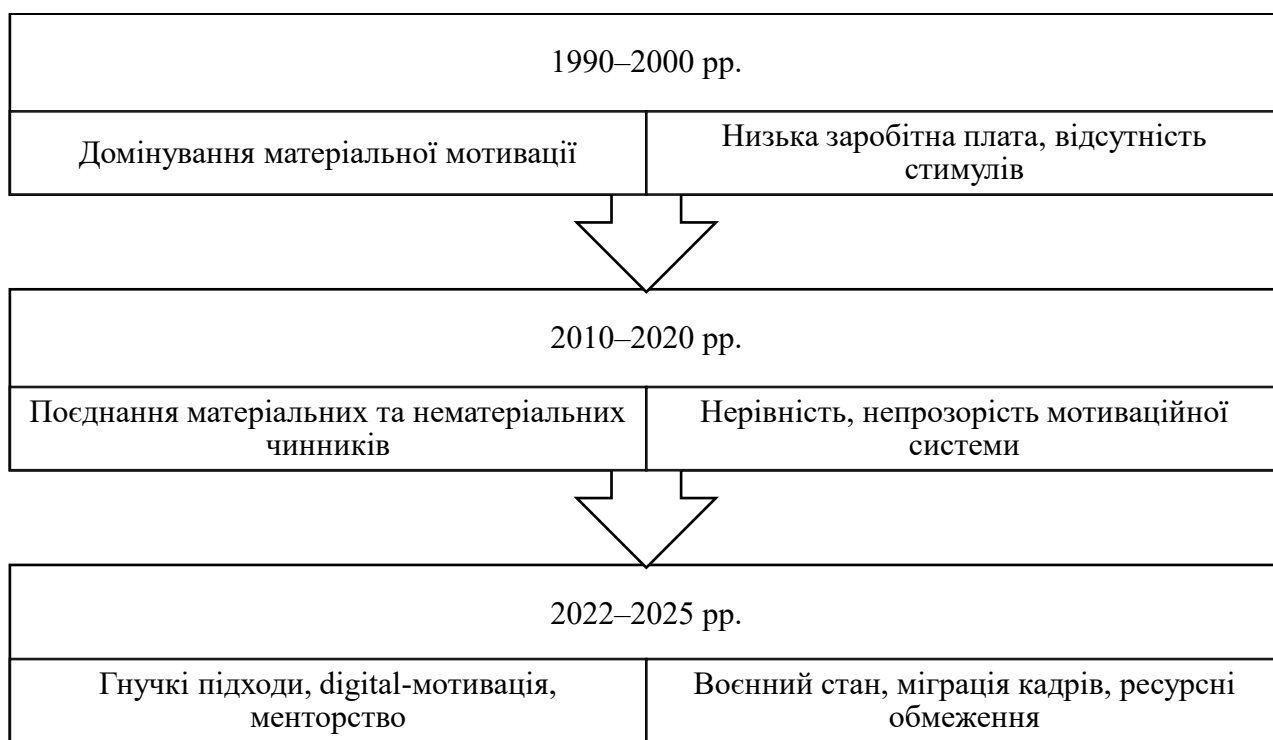 1990–2000 рр.
Домінування матеріальної мотивації
Низька заробітна плата, відсутність
стимулів
2010–2020 рр.
Поєднання матеріальних та нематеріальних
чинників
Нерівність, непрозорість мотиваційної
системи
2022–2025 рр.
Гнучкі підходи, digital-мотивація,
менторство
Воєнний стан, міграція кадрів, ресурсні
обмеження